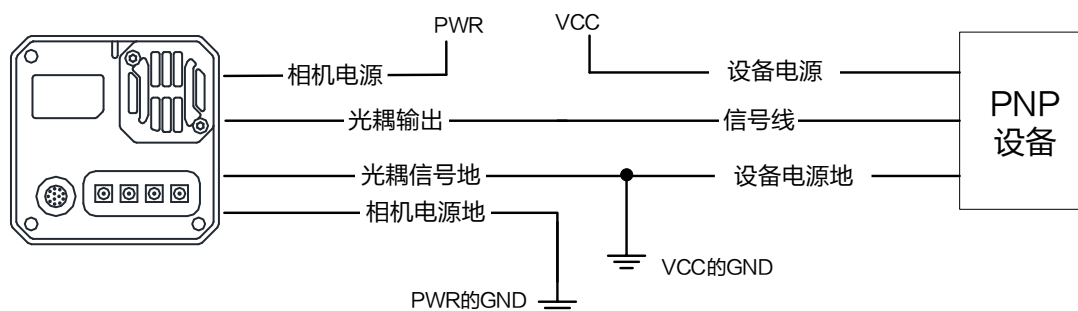 PWR
VCC
相机电源
设备电源
光耦输出
信号线
PNP
设备
光耦信号地
设备电源地
相机电源地
VCC的GND
PWR的GND